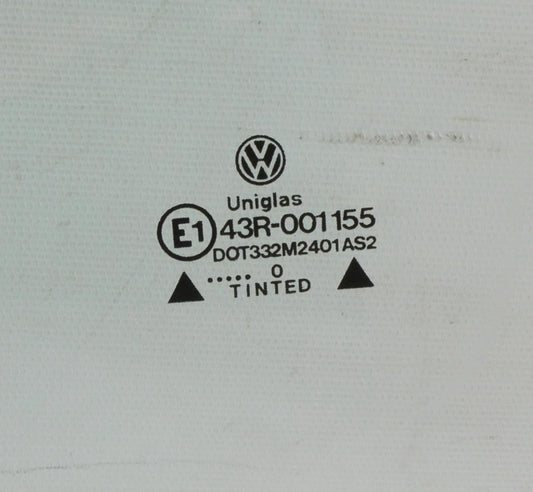 Uniglas
E1 43R-001155
DOT332M2401AS2
..... 0
TINTED